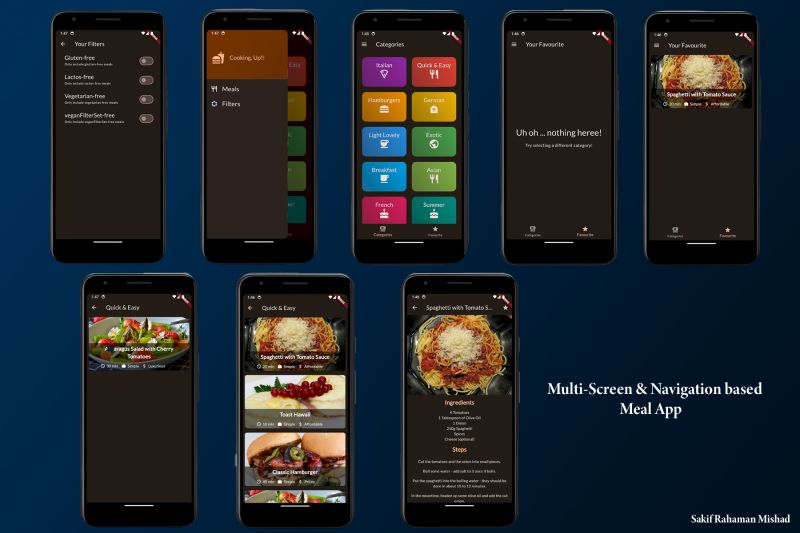 1:47
Your Filters
Gluten-free
Only include gluten-free meals
Lactos-free
Only include lactos-free meals
Vegetarian-free
Only include vegetarian-free meals
veganFilterSet-free
Only include veganFilterSet-free meals
1:47
Cooking, Up!!
Meals
Filters
Easy
1:47
Categories
Italian
Quick & Easy
Hamburgers
German
Light Lovely
Exotic
Breakfast
Asian
French
Summer
Categories
Favourite
1:47
Your Favourite
Uh oh ... nothing heree!
Try selecting a different category!
Categories
Favourite
1:46
Your Favourite
Spaghetti with Tomato Sauce
20 min Simple Affordable
Categories
Favourite
1:47
Quick & Easy
aragus Salad with Cherry
Tomatoes
30 min Simple Luxurious
1:46
Quick & Easy
Spaghetti with Tomato Sauce
20 min Simple $ Affordable
Toast Hawaii
10 min Simple $ Affordable
Classic Hamburger
45 min Simple $ Pricey
1:46
Spaghetti with Tomato S...
Ingredients
4 Tomatoes
1 Tablespoon of Olive Oil
1 Onion
250g Spaghetti
Spices
Cheese (optional)
Steps
Cut the tomatoes and the onion into small pieces.
Boil some water - add salt to it once it boils.
Put the spaghetti into the boiling water - they should be
done in about 10 to 12 minutes.
In the meantime, heaten up some olive oil and add the cut
onion.
Multi-Screen & Navigation based
Meal App
Sakif Rahaman Mishad